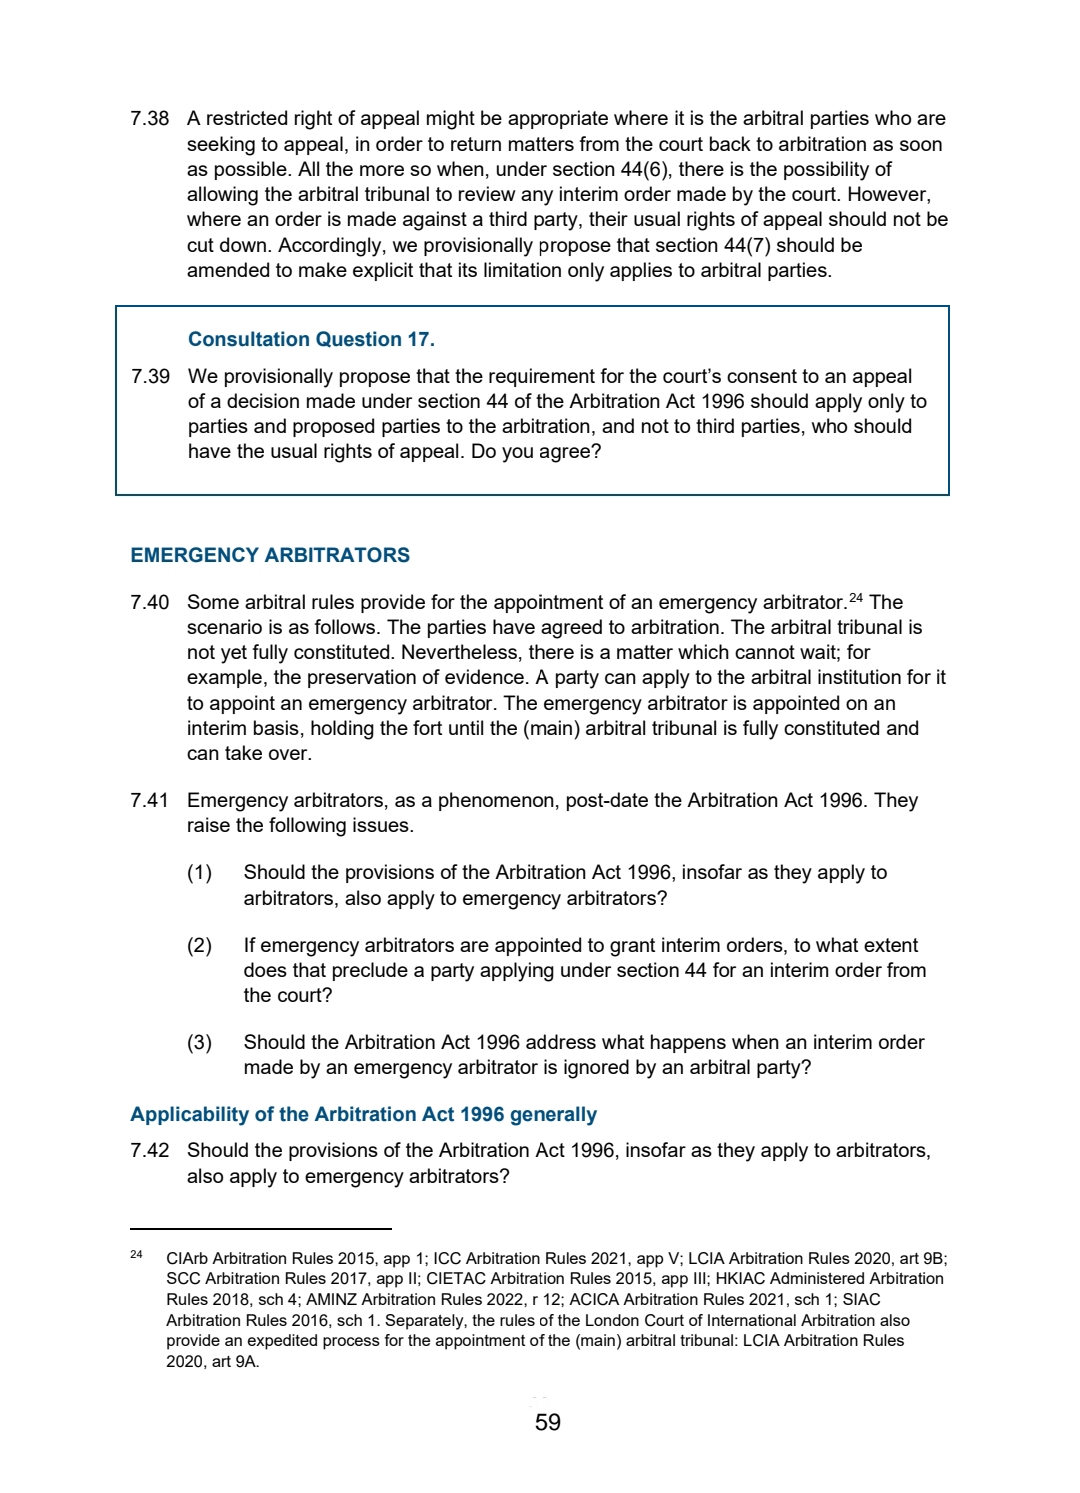 7.38 A restricted right of appeal might be appropriate where it is the arbitral parties who are
seeking to appeal, in order to return matters from the court back to arbitration as soon
as possible. All the more so when, under section 44(6), there is the possibility of
allowing the arbitral tribunal to review any interim order made by the court. However,
where an order is made against a third party, their usual rights of appeal should not be
cut down. Accordingly, we provisionally propose that section 44(7) should be
amended to make explicit that its limitation only applies to arbitral parties.
Consultation Question 17.
7.39 We provisionally propose that the requirement for the court’s consent to an appeal
of a decision made under section 44 of the Arbitration Act 1996 should apply only to
parties and proposed parties to the arbitration, and not to third parties, who should
have the usual rights of appeal. Do you agree?
EMERGENCY ARBITRATORS
7.40 Some arbitral rules provide for the appointment of an emergency arbitrator.24 The
scenario is as follows. The parties have agreed to arbitration. The arbitral tribunal is
not yet fully constituted. Nevertheless, there is a matter which cannot wait; for
example, the preservation of evidence. A party can apply to the arbitral institution for it
to appoint an emergency arbitrator. The emergency arbitrator is appointed on an
interim basis, holding the fort until the (main) arbitral tribunal is fully constituted and
can take over.
7.41 Emergency arbitrators, as a phenomenon, post-date the Arbitration Act 1996. They
raise the following issues.
(1) Should the provisions of the Arbitration Act 1996, insofar as they apply to
arbitrators, also apply to emergency arbitrators?
(2) If emergency arbitrators are appointed to grant interim orders, to what extent
does that preclude a party applying under section 44 for an interim order from
the court?
(3) Should the Arbitration Act 1996 address what happens when an interim order
made by an emergency arbitrator is ignored by an arbitral party?
Applicability of the Arbitration Act 1996 generally
7.42 Should the provisions of the Arbitration Act 1996, insofar as they apply to arbitrators,
also apply to emergency arbitrators?
24 CIArb Arbitration Rules 2015, app 1; ICC Arbitration Rules 2021, app V; LCIA Arbitration Rules 2020, art 9B;
SCC Arbitration Rules 2017, app II; CIETAC Arbitration Rules 2015, app III; HKIAC Administered Arbitration
Rules 2018, sch 4; AMINZ Arbitration Rules 2022, r 12; ACICA Arbitration Rules 2021, sch 1; SIAC
Arbitration Rules 2016, sch 1. Separately, the rules of the London Court of International Arbitration also
provide an expedited process for the appointment of the (main) arbitral tribunal: LCIA Arbitration Rules
2020, art 9A.
59